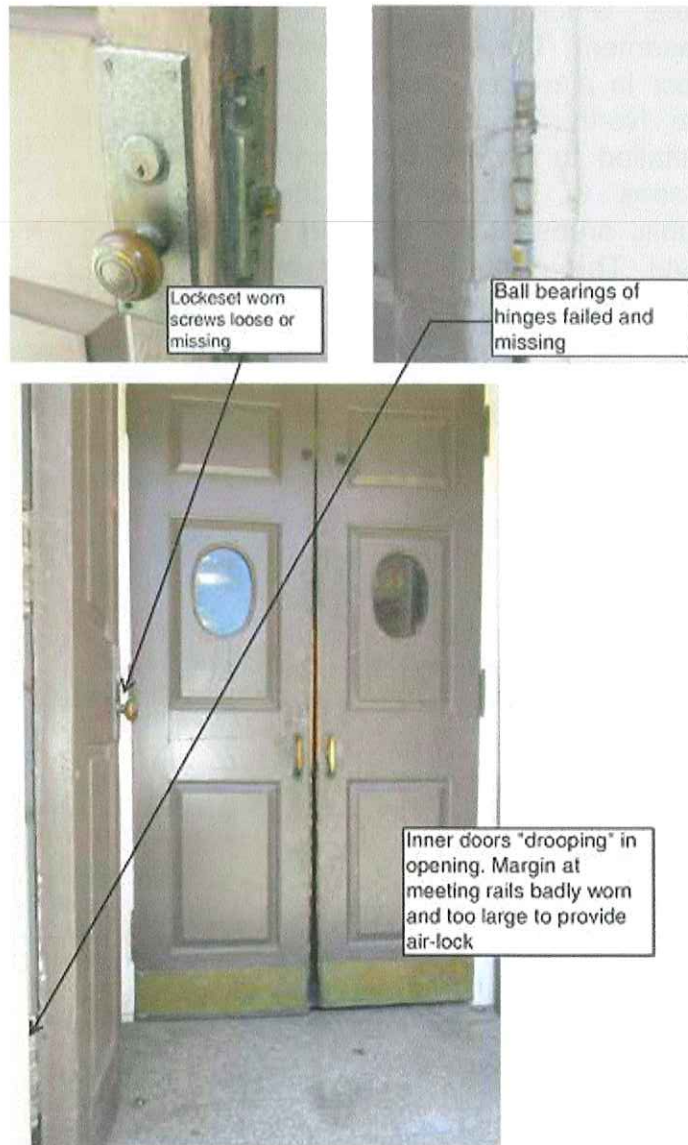 Lockeset worn
screws loose or
missing
Ball bearings of
hinges failed and
missing
Inner doors "drooping" in
opening. Margin at
meeting rails badly worn
and too large to provide
air-lock